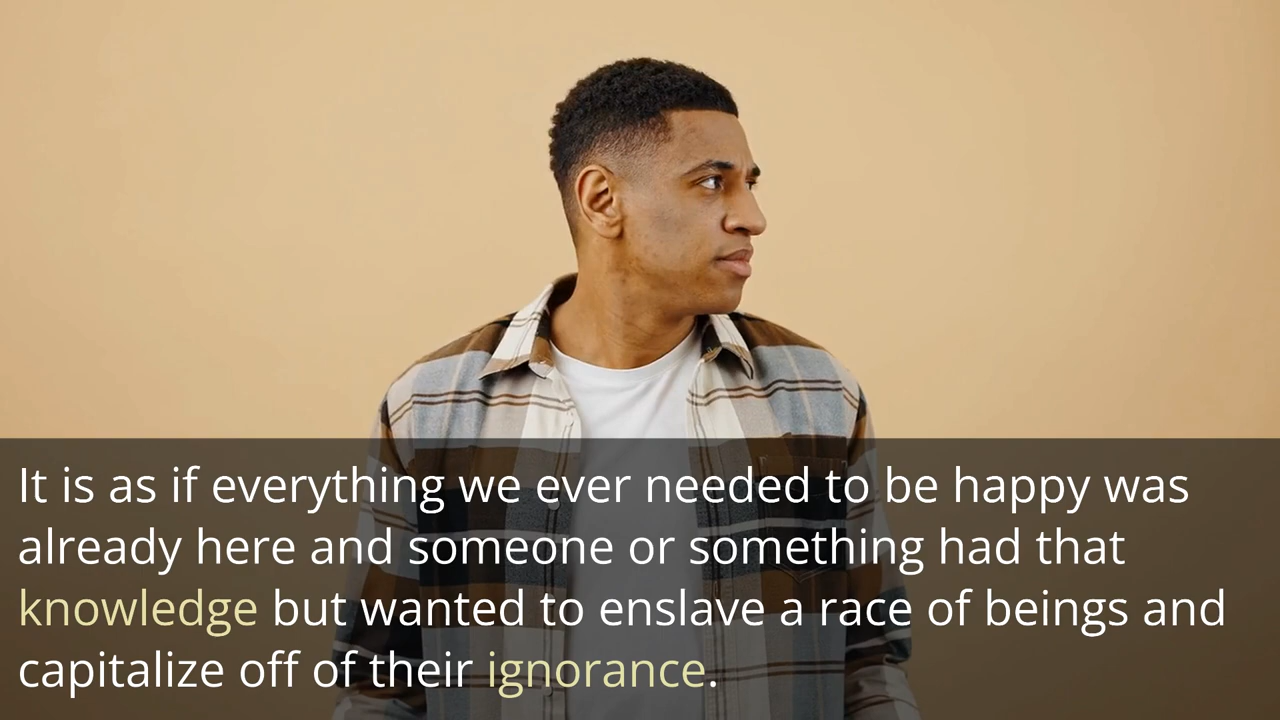 It is as if everything we ever needed to be happy was
already here and someone or something had that
knowledge but wanted to enslave a race of beings and
capitalize off of their ignorance.